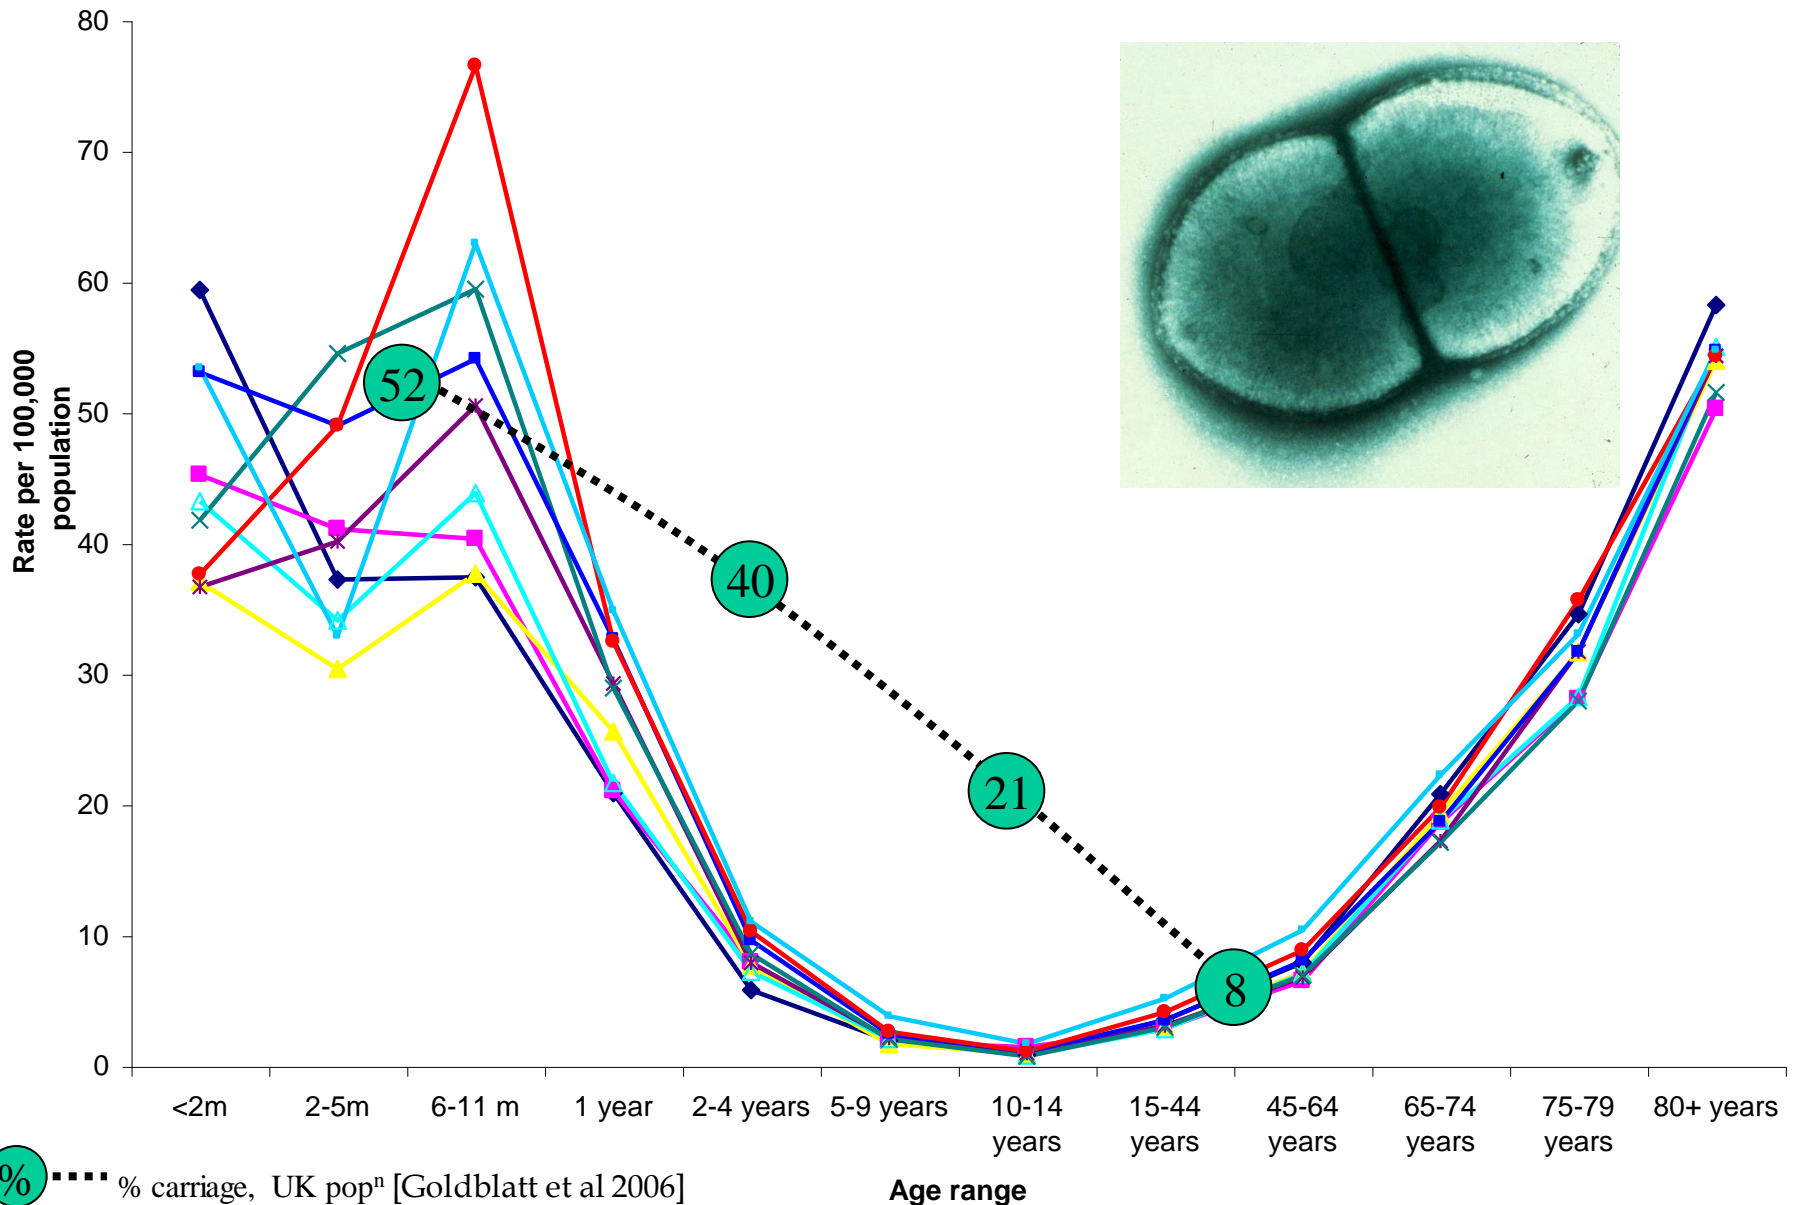 80
70
60
50
40
30
20
10
0
Rate per 100,000
population
52
40
21
8
<2m
2-5m
6-11 m
1 year
2-4 years
5-9 years
10-14
years
15-44
years
45-64
years
65-74
years
75-79
years
80+ years
%
% carriage, UK popⁿ [Goldblatt et al 2006]
Age range